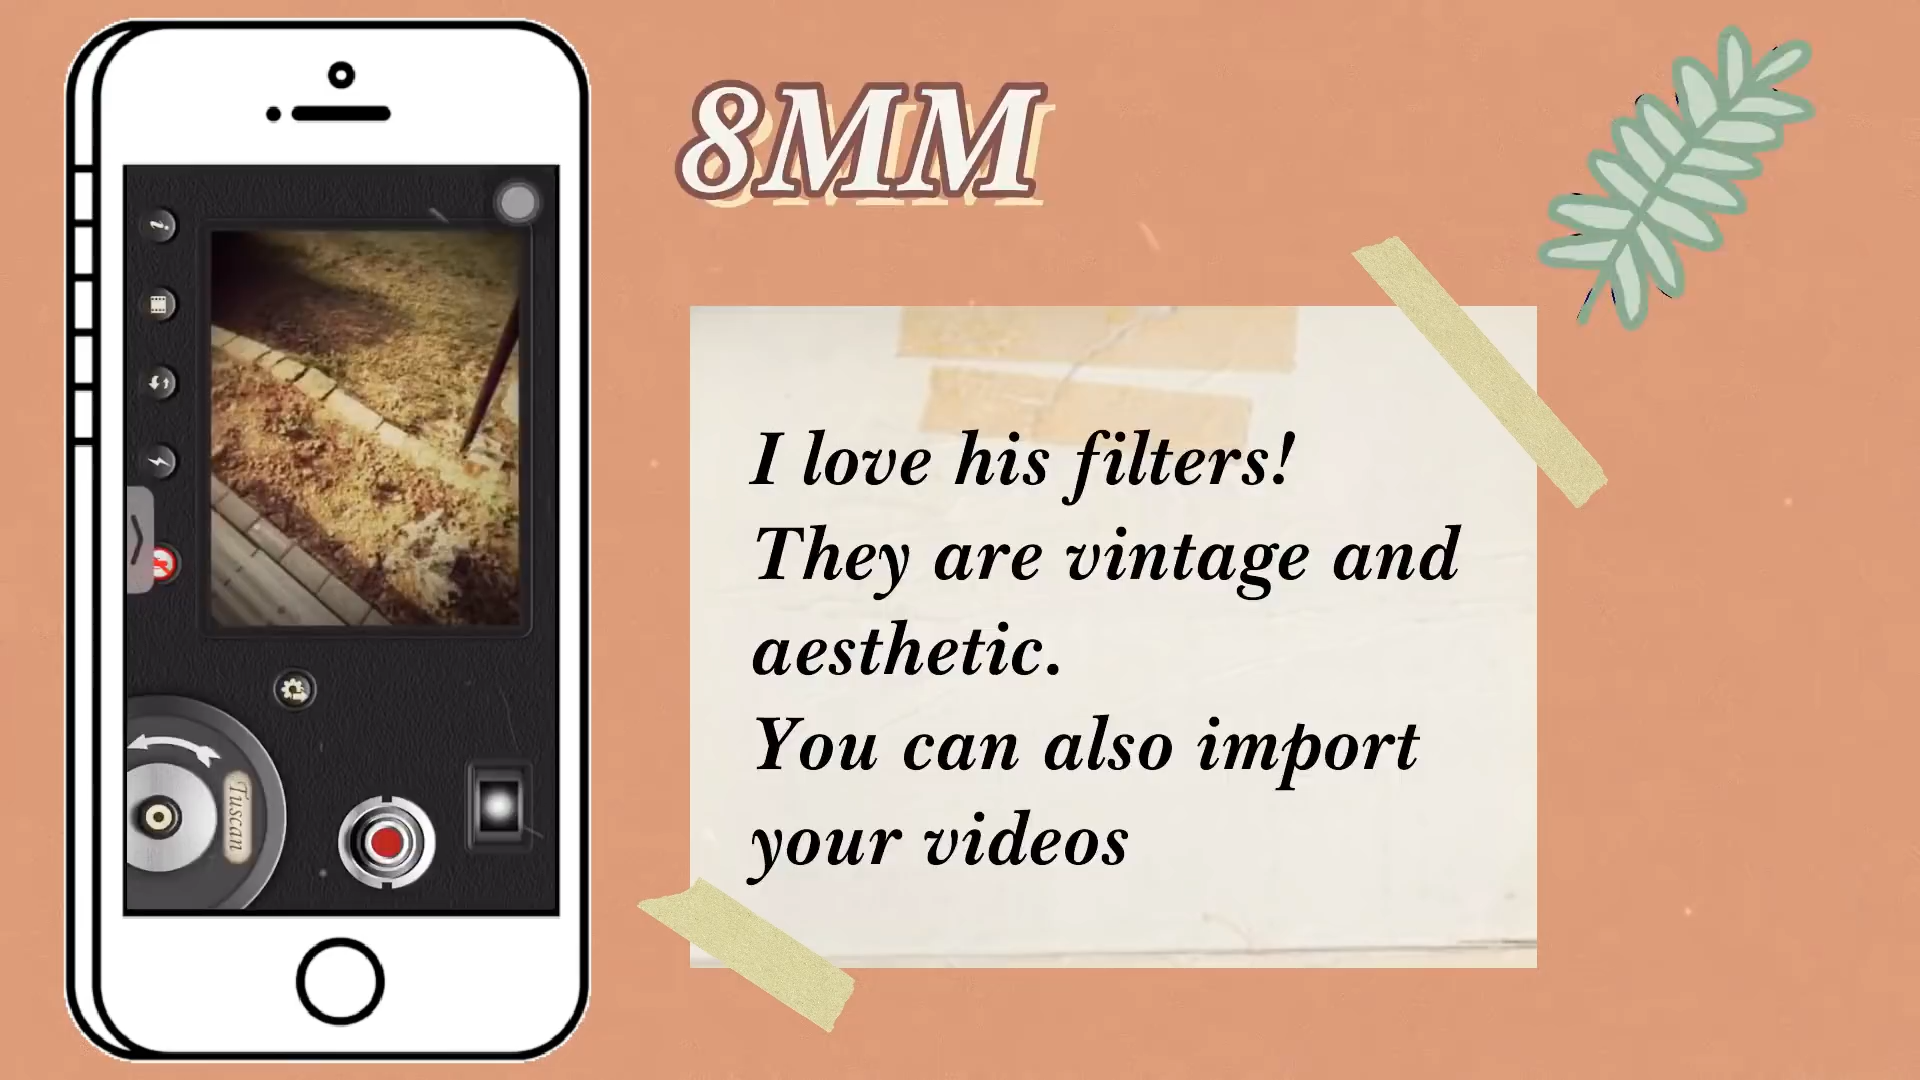 8MM
I love his filters!
They are vintage and
aesthetic.
You can also import
your videos
Tuscan